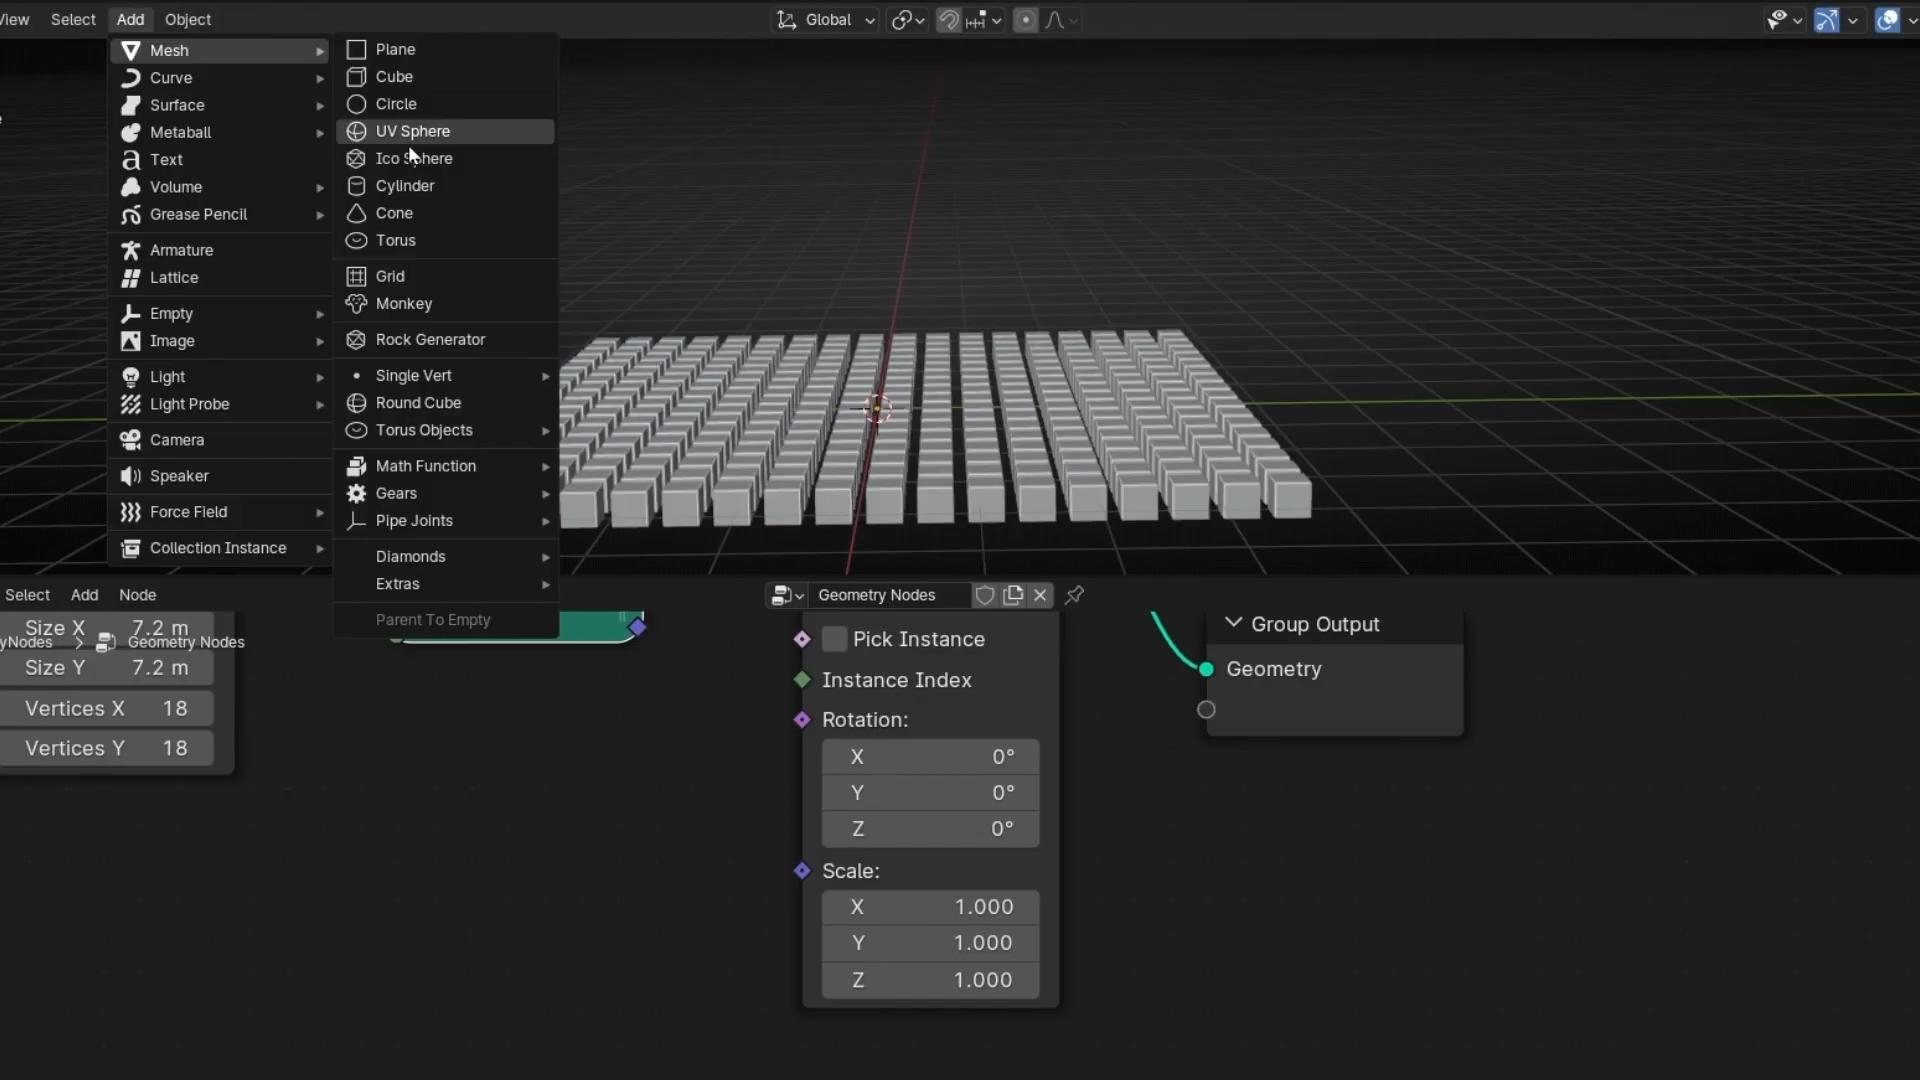 View Select Add Object
Global
Mesh
Curve
Surface
Metaball
Text
Volume
Grease Pencil
Armature
Lattice
Empty
Image
Light
Light Probe
Camera
Speaker
Force Field
Collection Instance
Plane
Cube
Circle
UV Sphere
Ico Sphere
Cylinder
Cone
Torus
Grid
Monkey
Rock Generator
Single Vert
Round Cube
Torus Objects
Math Function
Gears
Pipe Joints
Diamonds
Extras
Parent To Empty
Select Add Node
Geometry Nodes
Size X 7.2 m
yNodes > Geometry Nodes
Size Y 7.2 m
Vertices X 18
Vertices Y 18
Pick Instance
Instance Index
Rotation:
X 0°
Y 0°
Z 0°
Scale:
X 1.000
Y 1.000
Z 1.000
Group Output
Geometry